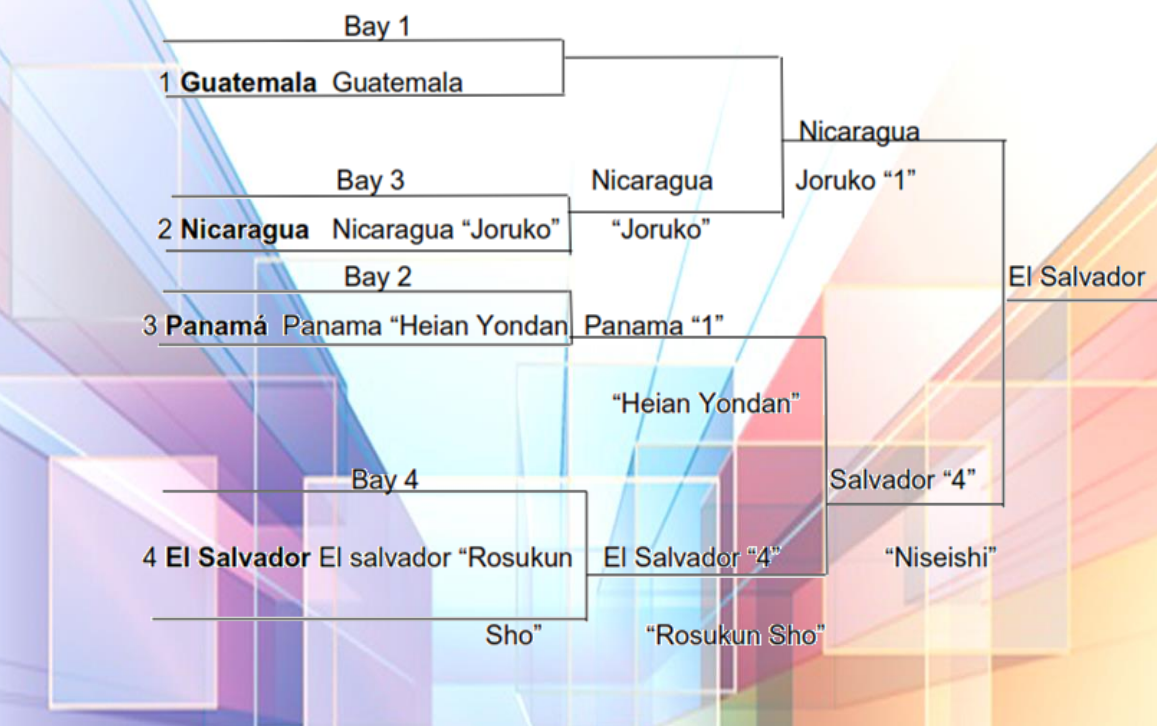 Bay 1
1 Guatemala Guatemala
Nicaragua
Bay 3
Nicaragua
Joruko “1”
2 Nicaragua Nicaragua “Joruko”
“Joruko”
Bay 2
El Salvador
3 Panamá Panama “Heian Yondan
Panama “1”
“Heian Yondan”
Bay 4
Salvador “4”
4 El Salvador El salvador “Rosukun
El Salvador “4”
“Niseishi”
Sho”
“Rosukun Sho”